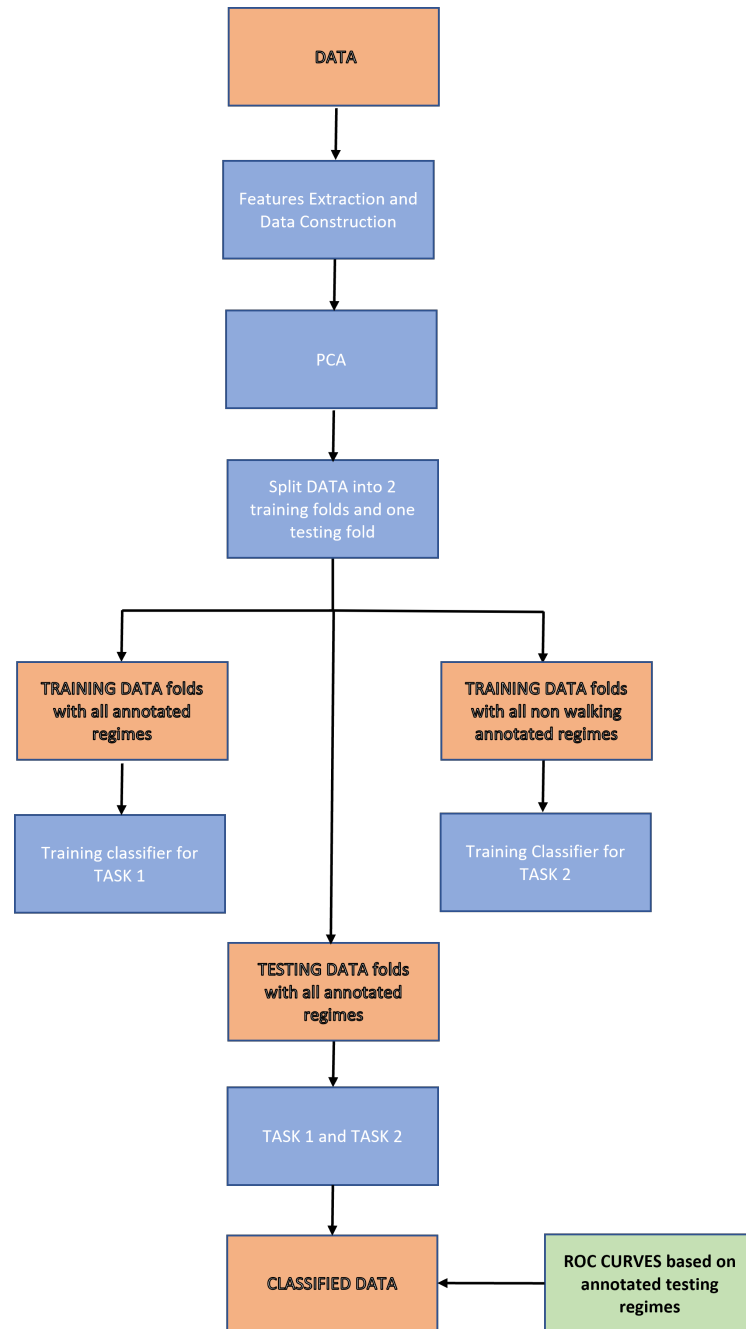 DATA
Features Extraction and
Data Construction
PCA
Split DATA into 2
training folds and one
testing fold
TRAINING DATA folds
with all annotated
regimes
TRAINING DATA folds
with all non walking
annotated regimes
Training classifier for
TASK 1
Training Classifier for
TASK 2
TESTING DATA folds
with all annotated
regimes
TASK 1 and TASK 2
CLASSIFIED DATA
ROC CURVES based on
annotated testing
regimes